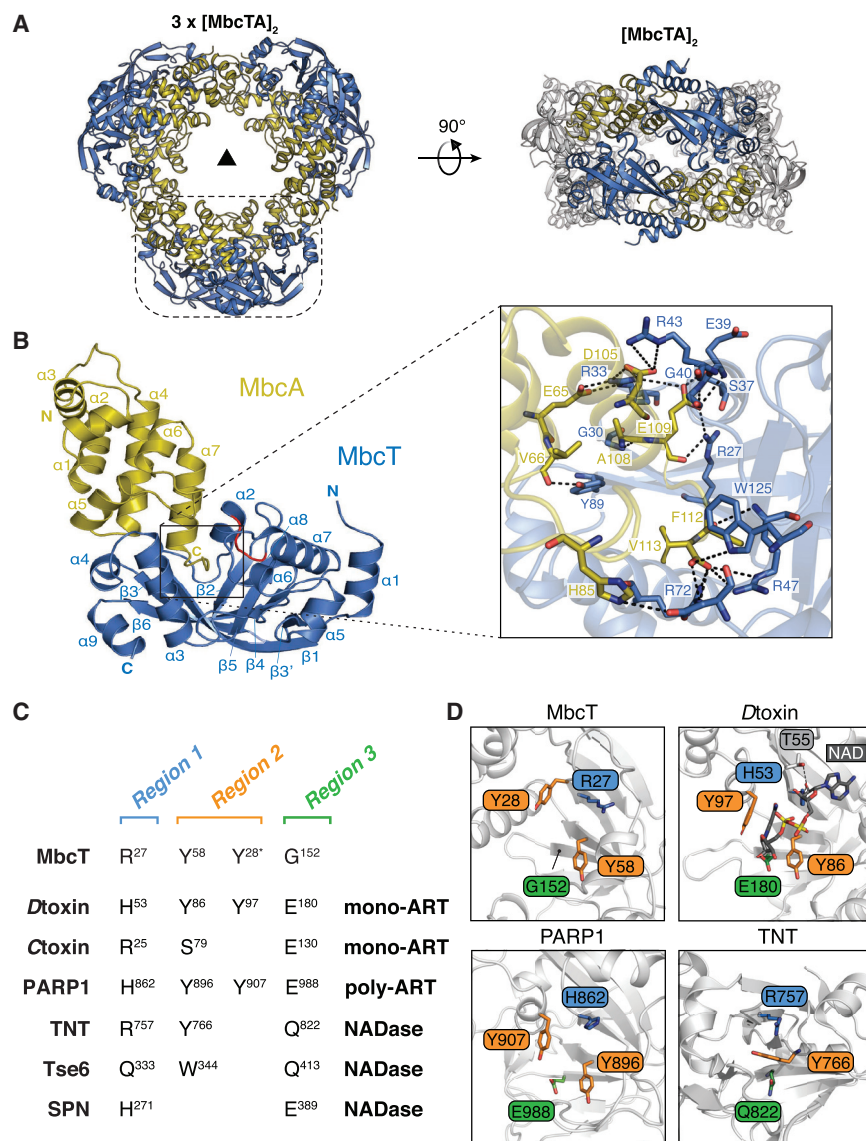 A
3 x [MbcTA]2
[MbcTA]2
90°
B
MbcA
MbcT
α3
N
α2
α4
α6
α1
α7
α5
C
α2
α8
N
α7
α4
β3
β2
α6
α1
β6
α9
C
α3
β5
β4
β3’
β1
α5
R43
E39
D105
R33
G40
E65
S37
G30
E109
V66
A108
R27
Y89
W125
F112
V113
H85
R72
R47
C
Region 1
Region 2
Region 3
MbcT R27 Y58 Y28* G152
Dtoxin H53 Y86 Y97 E180 mono-ART
Ctoxin R25 S79 E130 mono-ART
PARP1 H862 Y896 Y907 E988 poly-ART
TNT R757 Y766 Q822 NADase
Tse6 Q333 W344 Q413 NADase
SPN H271 E389 NADase
D
MbcT
Y28
R27
G152
Y58
Dtoxin
T55
NAD
H53
Y97
E180
Y86
PARP1
H862
Y907
Y896
E988
TNT
R757
Y766
Q822